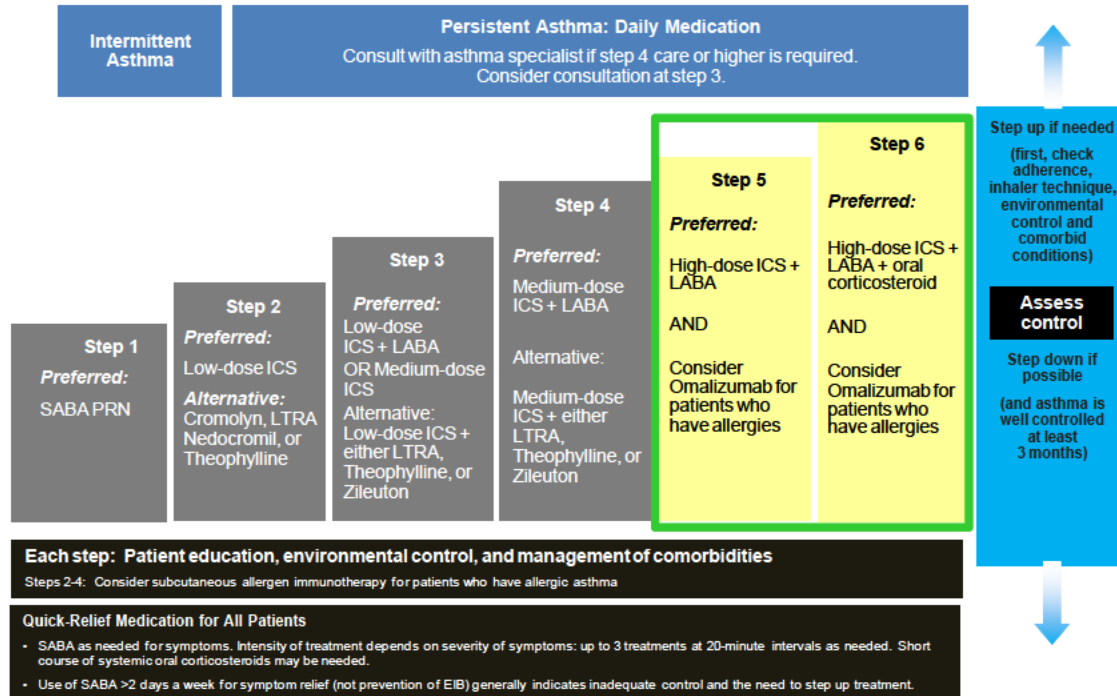 Intermittent
Asthma
Persistent Asthma: Daily Medication
Consult with asthma specialist if step 4 care or higher is required.
Consider consultation at step 3.
Step 1
Preferred:
SABA PRN
Step 2
Preferred:
Low-dose ICS
Alternative:
Cromolyn, LTRA
Nedocromil, or
Theophylline
Step 3
Preferred:
Low-dose
ICS + LABA
OR Medium-dose
ICS
Alternative:
Low-dose ICS +
either LTRA,
Theophylline, or
Zileuton
Step 4
Preferred:
Medium-dose
ICS + LABA
Alternative:
Medium-dose
ICS + either
LTRA,
Theophylline, or
Zileuton
Step 5
Preferred:
High-dose ICS +
LABA
AND
Consider
Omalizumab for
patients who
have allergies
Step 6
Preferred:
High-dose ICS +
LABA + oral
corticosteroid
AND
Consider
Omalizumab for
patients who
have allergies
Step up if needed
(first, check
adherence,
inhaler technique,
environmental
control and
comorbid
conditions)
Assess
control
Step down if
possible
(and asthma is
well controlled
at least
3 months)
Each step: Patient education, environmental control, and management of comorbidities
Steps 2-4: Consider subcutaneous allergen immunotherapy for patients who have allergic asthma
Quick-Relief Medication for All Patients
• SABA as needed for symptoms. Intensity of treatment depends on severity of symptoms: up to 3 treatments at 20-minute intervals as needed. Short
course of systemic oral corticosteroids may be needed.
• Use of SABA >2 days a week for symptom relief (not prevention of EIB) generally indicates inadequate control and the need to step up treatment.